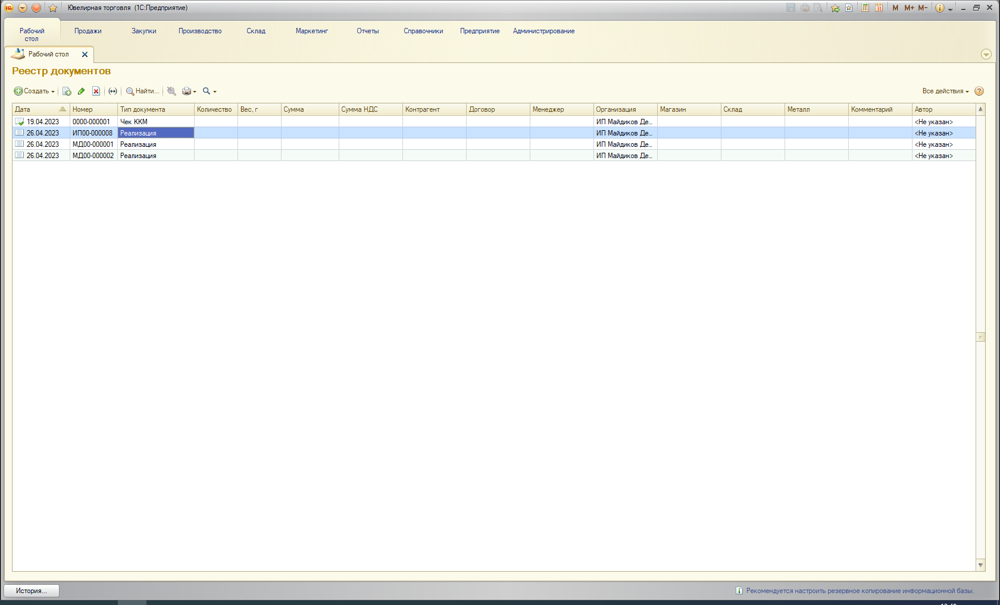 Ювелирная торговля (1С:Предприятие)
M M+ M-
Рабочий стол Продажи Закупки Производство Склад Маркетинг Отчеты Справочники Предприятие Администрирование
Рабочий стол
Реестр документов
Создать Найти... Все действия
Дата Номер Тип документа Количество Вес, г Сумма Сумма НДС Контрагент Договор Менеджер Организация Магазин Склад Металл Комментарий Автор
19.04.2023 0000-000001 Чек ККМ ИП Майдиков Де... <Не указан>
26.04.2023 ИП00-000008 Реализация ИП Майдиков Де... <Не указан>
26.04.2023 МД00-000001 Реализация ИП Майдиков Де... <Не указан>
26.04.2023 МД00-000002 Реализация ИП Майдиков Де... <Не указан>
История... Рекомендуется настроить резервное копирование информационной базы.